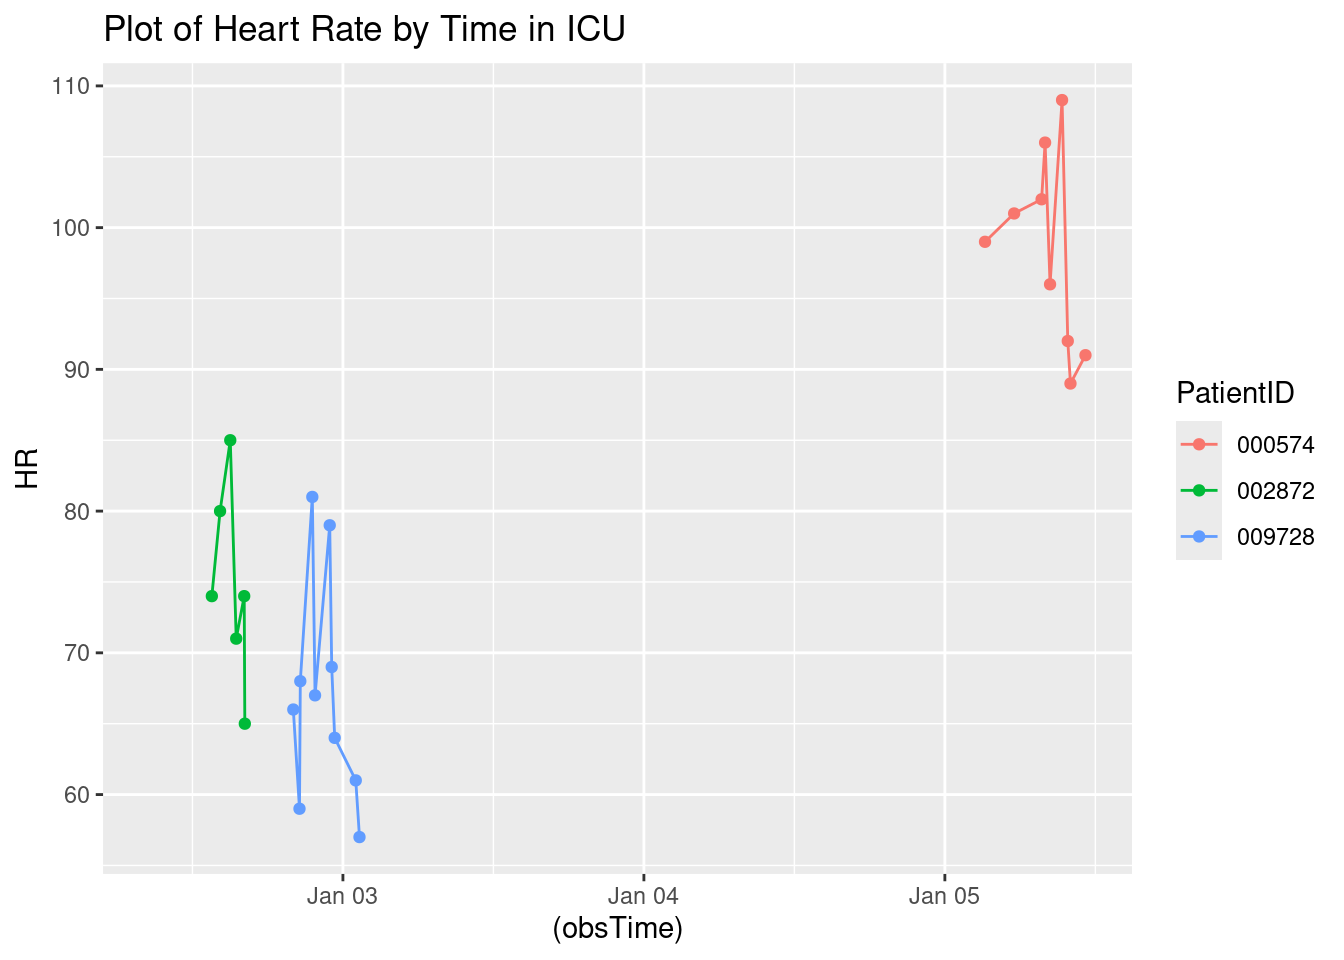 Plot of Heart Rate by Time in ICU
110
100
90
80
70
60
HR
Jan 03
Jan 04
Jan 05
(obsTime)
PatientID
000574
002872
009728